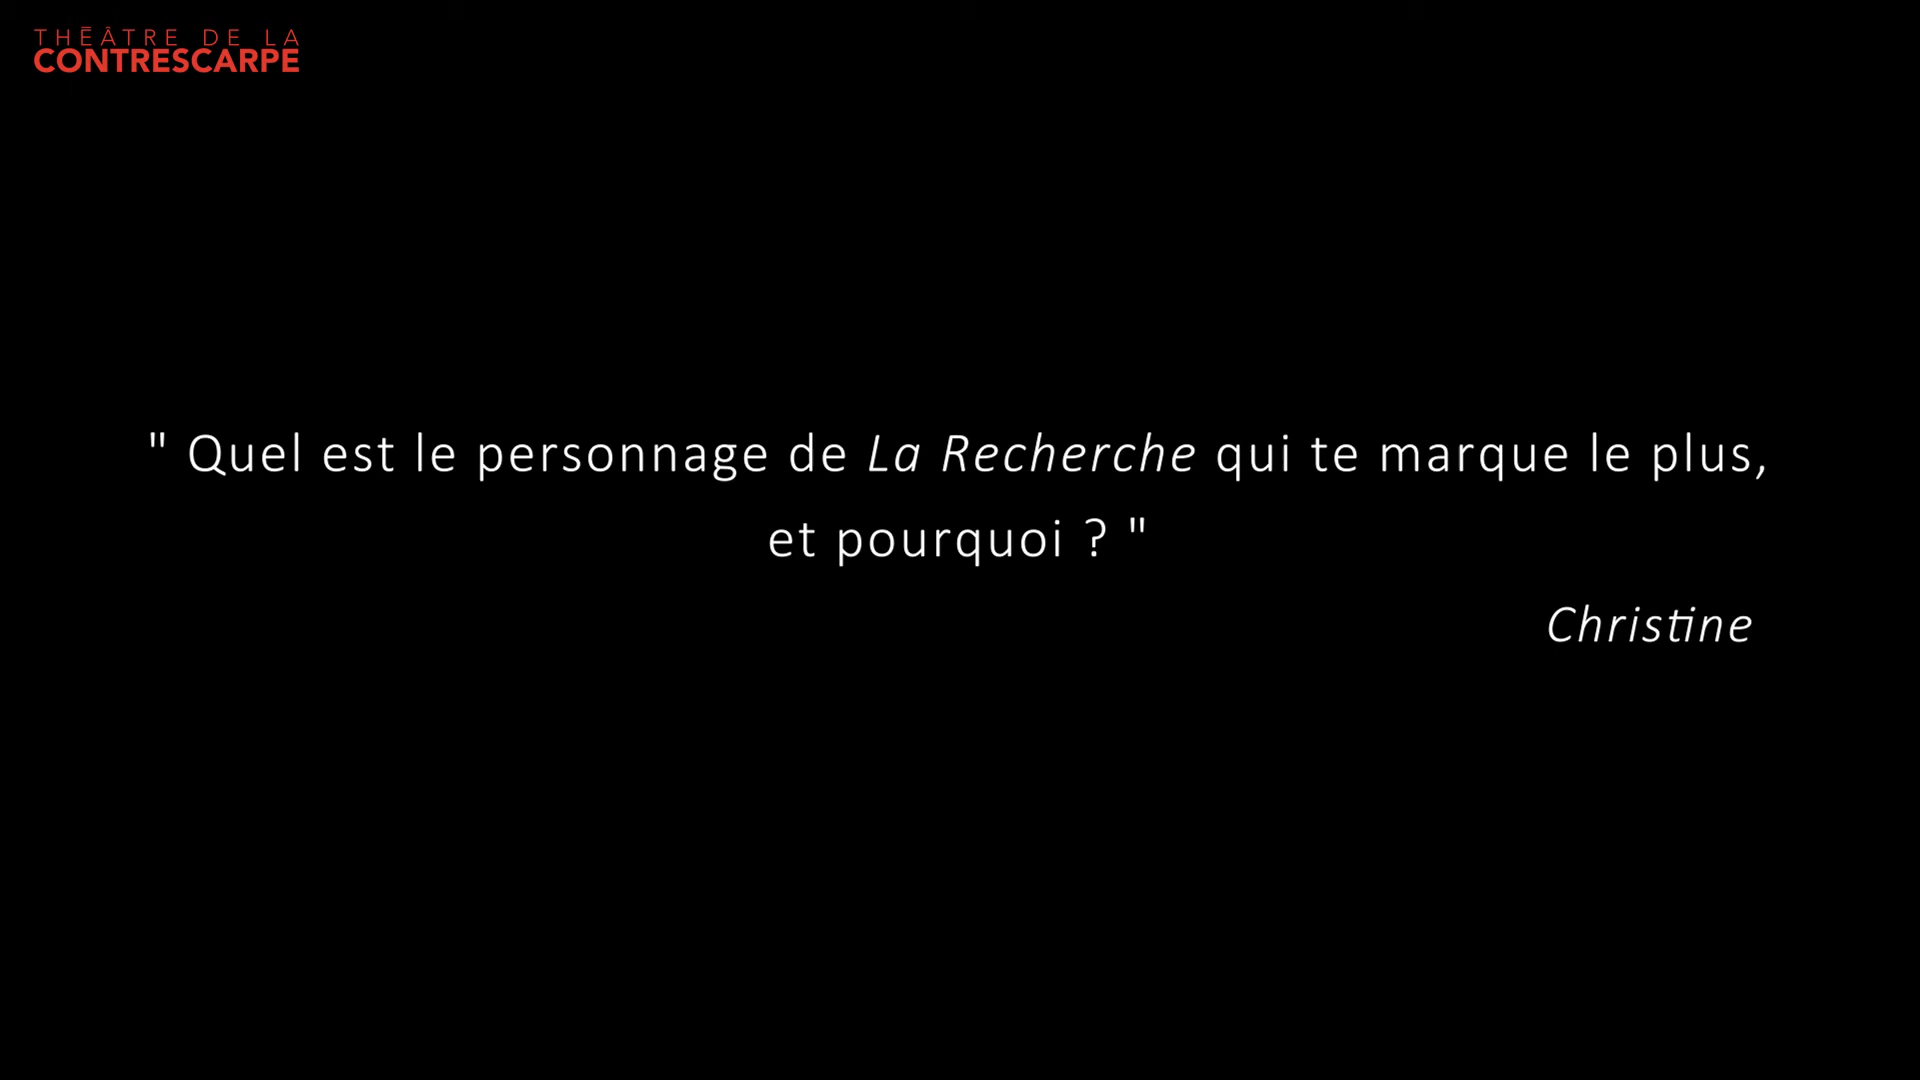 THÉÂTRE DE LA
CONTRESCARPE
" Quel est le personnage de La Recherche qui te marque le plus,
et pourquoi ? "
Christine